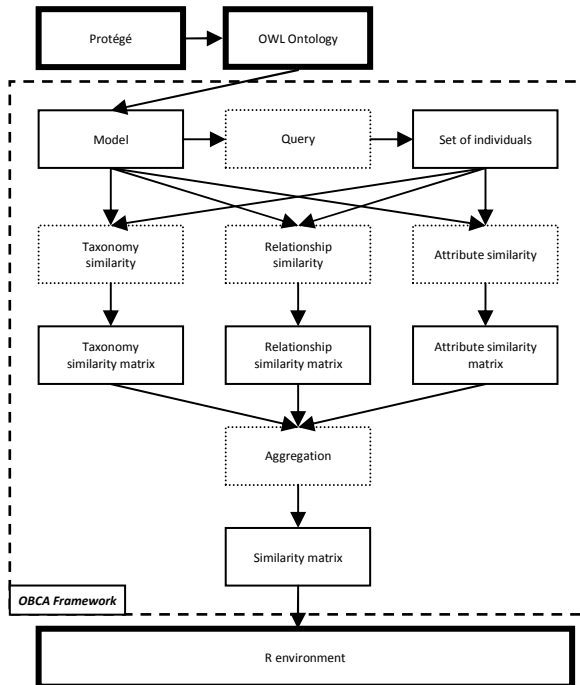 Protégé
OWL Ontology
Model
Query
Set of individuals
Taxonomy
similarity
Relationship
similarity
Attribute similarity
Taxonomy
similarity matrix
Relationship
similarity matrix
Attribute similarity
matrix
Aggregation
Similarity matrix
OBCA Framework
R environment